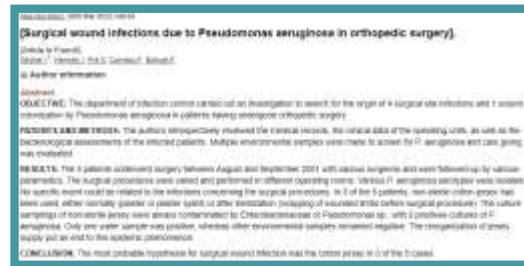 [Surgical wound infections due to Pseudomonas aeruginosa in orthopedic surgery].
[Article in French]
Author information
Abstract
OBJECTIVE: The department of infection control carried out an investigation to search for the origin of 4 surgical site infections and 1 wound
colonization by Pseudomonas aeruginosa in patients having undergone orthopedic surgery.
PATIENTS AND METHODS: The authors retrospectively reviewed the medical records, the clinical data of the operating units, as well as the
bacteriological assessments of the infected patients. Multiple environmental samples were made to screen for P. aeruginosa and care giving
was evaluated.
RESULTS: The 5 patients underwent surgery between August and September 2001 with various surgeons and were followed up by various
paramedics. The surgical procedures were varied and performed in different operating rooms. Various P. aeruginosa serotypes were isolated.
No specific event could be related to the infections concerning the surgical procedures. In 3 of the 5 patients, non-sterile cotton jersey had
been used, either normally (plaster or plaster splint) or after sterilization (wrapping of wounded limbs before surgical procedure). The culture
samplings of non-sterile jersey were always contaminated by Enterobacteriaceae or Pseudomonas sp., with 2 positive cultures of P.
aeruginosa. Only one water sample was positive, whereas other environmental samples remained negative. The reorganization of jersey
supply put an end to this epidemic phenomenon.
CONCLUSION: The most probable hypothesis for surgical wound infection was the cotton jersey in 3 of the 5 cases.